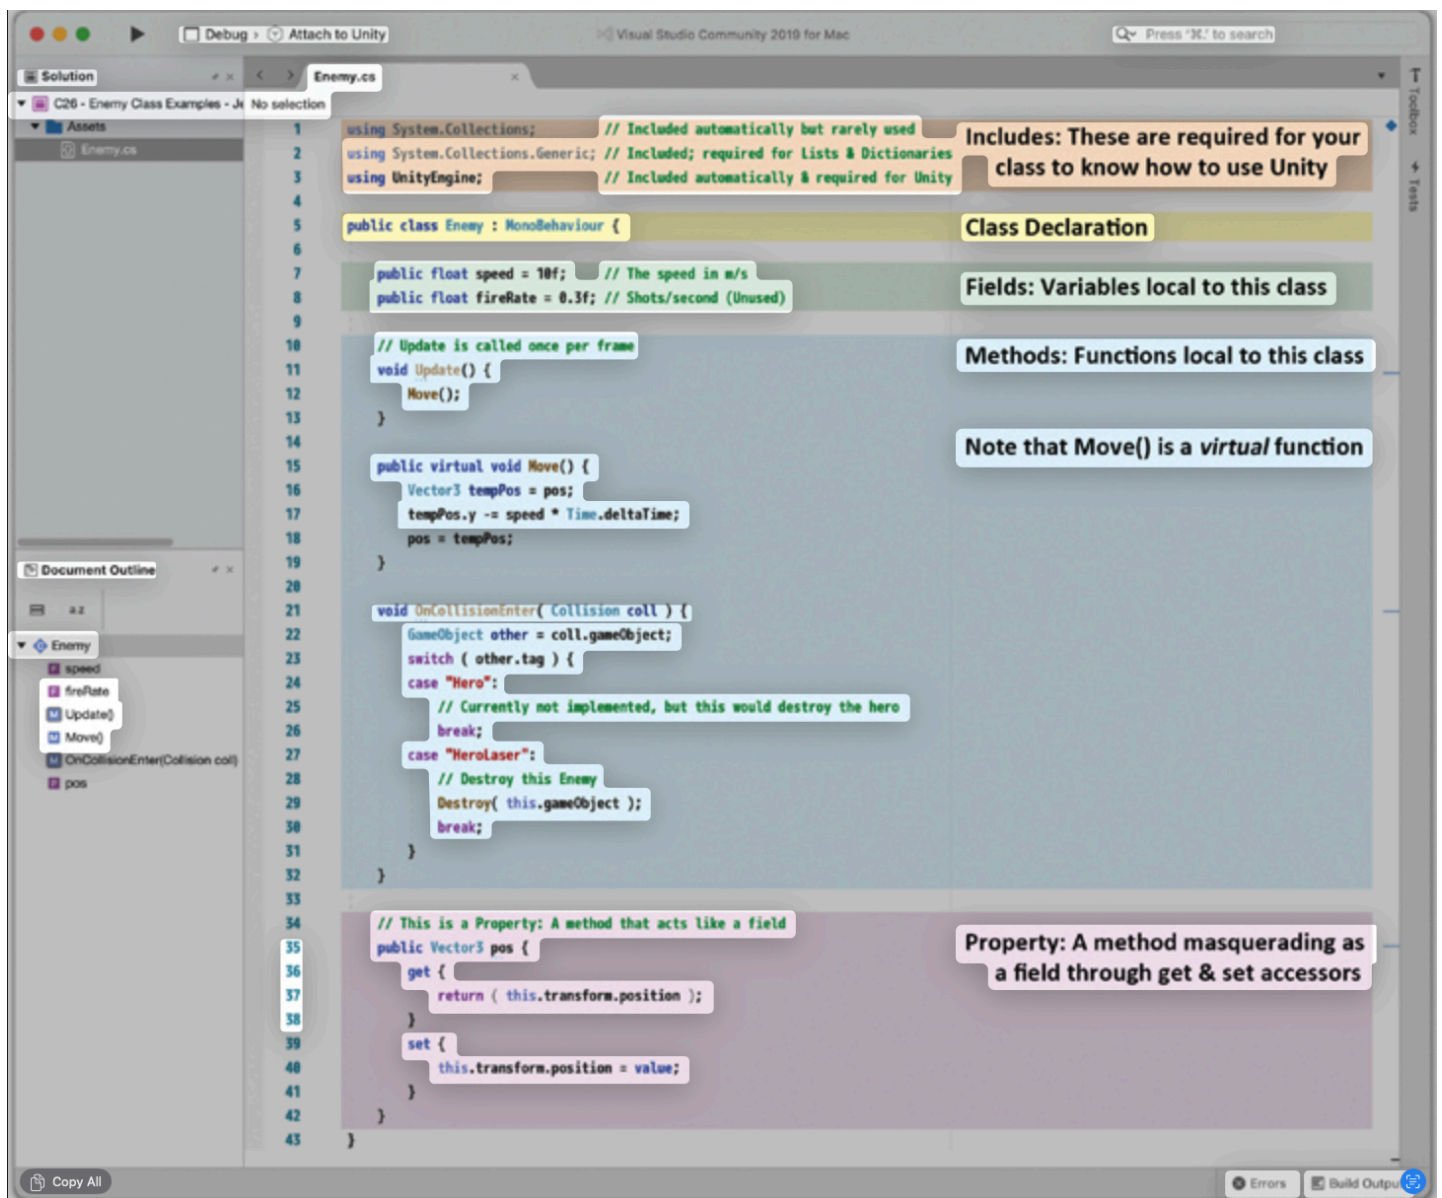 Debug › Attach to Unity
Visual Studio Community 2019 for Mac
Press '⌘.' to search
Solution
Enemy.cs
C26 - Enemy Class Examples - Je
No selection
Assets
Enemy.cs
Toolbox
Tests
1 using System.Collections; // Included automatically but rarely used
2 using System.Collections.Generic; // Included; required for Lists & Dictionaries
3 using UnityEngine; // Included automatically & required for Unity
Includes: These are required for your
class to know how to use Unity
4
5 public class Enemy : MonoBehaviour {
Class Declaration
6
7 public float speed = 10f; // The speed in m/s
8 public float fireRate = 0.3f; // Shots/second (Unused)
Fields: Variables local to this class
9
10 // Update is called once per frame
Methods: Functions local to this class
11 void Update() {
12 Move();
13 }
14
Note that Move() is a virtual function
15 public virtual void Move() {
16 Vector3 tempPos = pos;
17 tempPos.y -= speed * Time.deltaTime;
18 pos = tempPos;
19 }
20
21 void OnCollisionEnter( Collision coll ) {
22 GameObject other = coll.gameObject;
23 switch ( other.tag ) {
24 case "Hero":
25 // Currently not implemented, but this would destroy the hero
26 break;
27 case "HeroLaser":
28 // Destroy this Enemy
29 Destroy( this.gameObject );
30 break;
31 }
32 }
33
34 // This is a Property: A method that acts like a field
35 public Vector3 pos {
36 get {
37 return ( this.transform.position );
38 }
39 set {
40 this.transform.position = value;
41 }
42 }
43 }
Property: A method masquerading as
a field through get & set accessors
Document Outline
az
Enemy
F speed
F fireRate
M Update()
M Move()
M OnCollisionEnter(Collision coll)
P pos
Copy All
Errors
Build Outpu